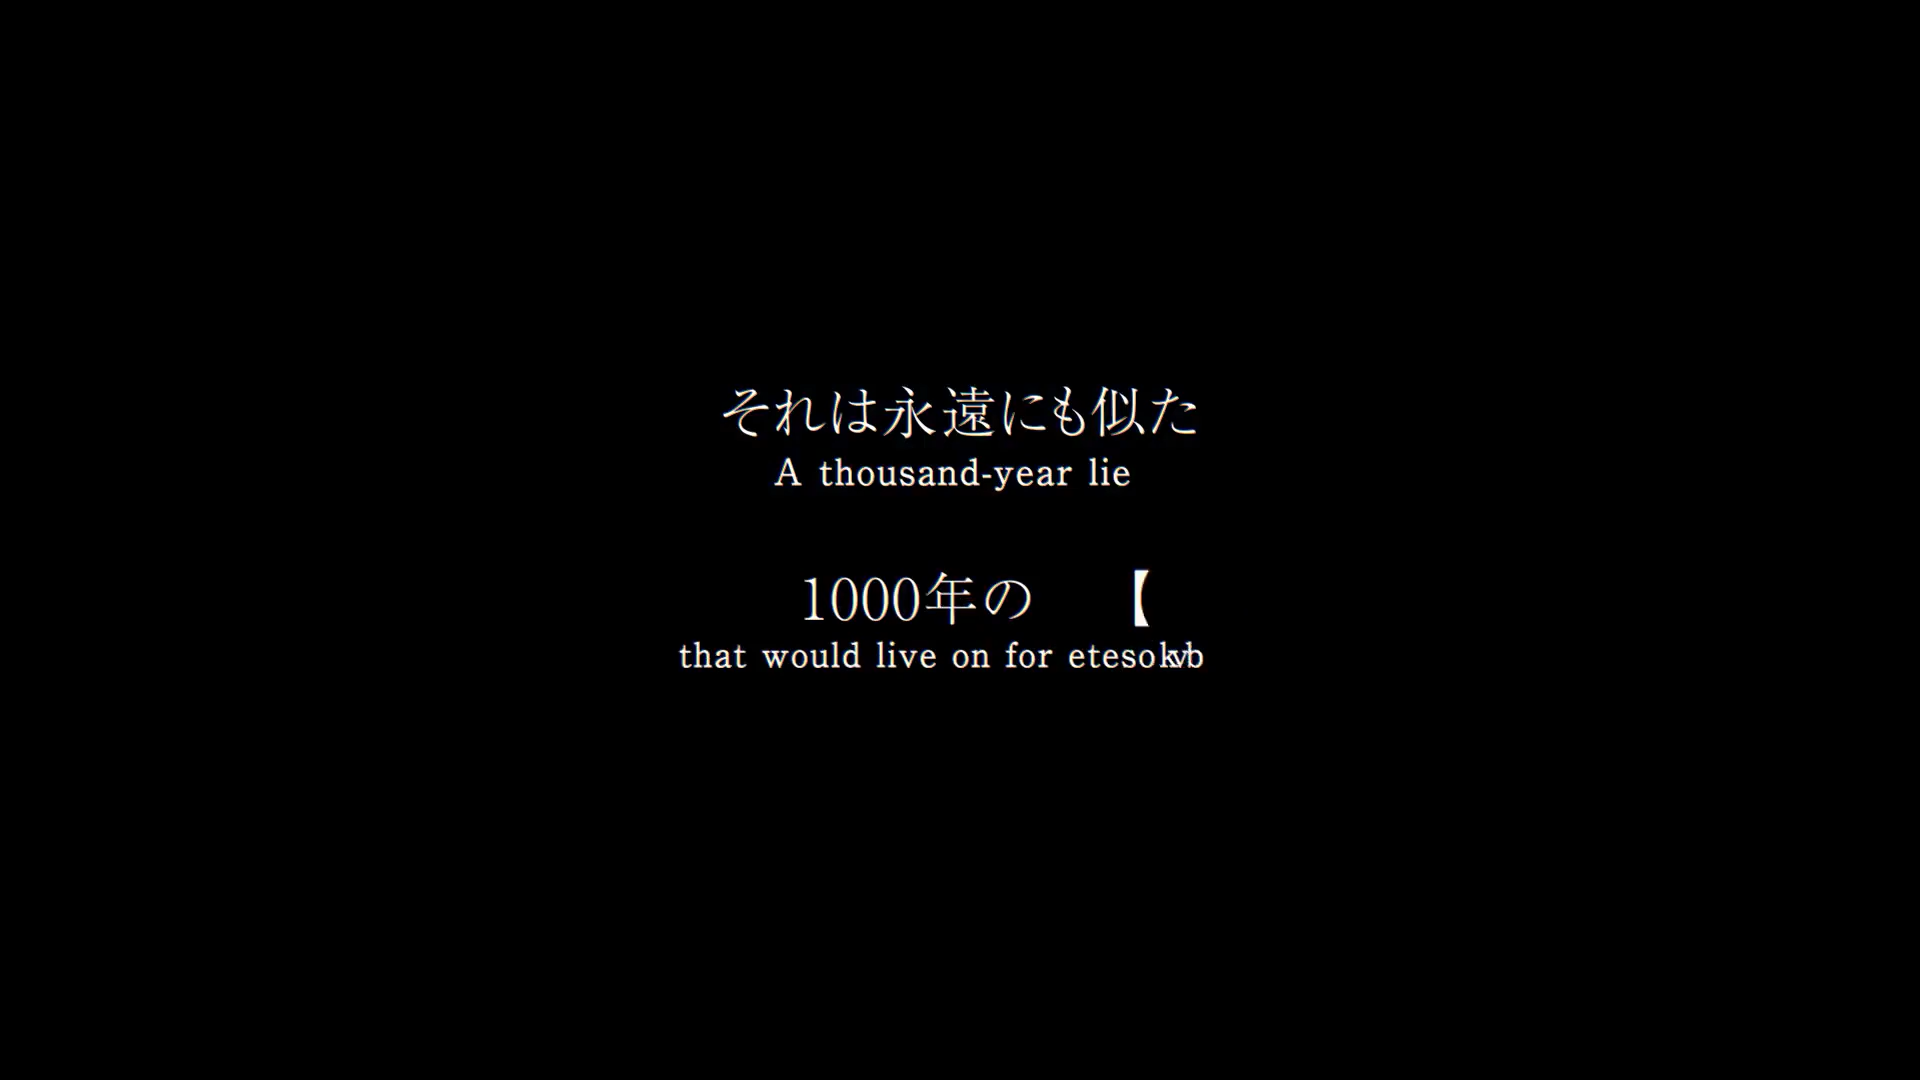 それは永遠にも似た
A thousand-year lie
1000年の 【
that would live on for etesokvb